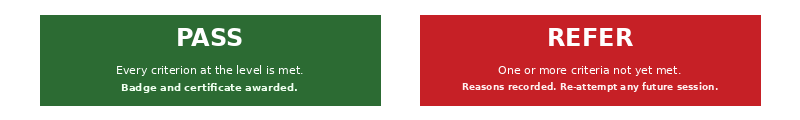 PASS
Every criterion at the level is met.
Badge and certificate awarded.
REFER
One or more criteria not yet met.
Reasons recorded. Re-attempt any future session.